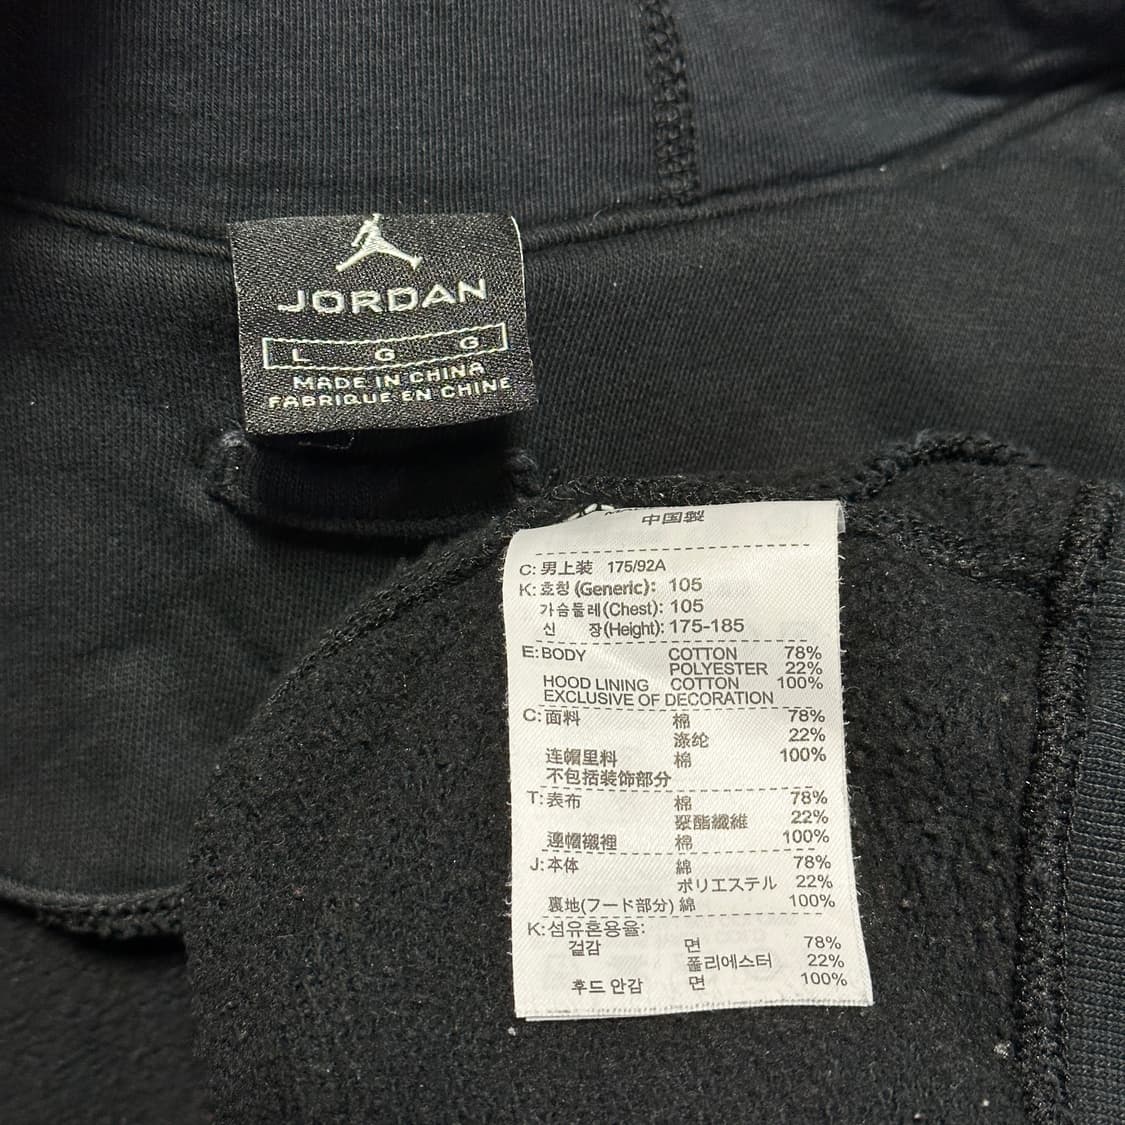 JORDAN
L G G
MADE IN CHINA
FABRIQUE EN CHINE
中国製
C: 男上装 175/92A
K: 호칭 (Generic): 105
가슴둘레(Chest): 105
신 장(Height): 175-185
E: BODY COTTON 78%
POLYESTER 22%
HOOD LINING COTTON 100%
EXCLUSIVE OF DECORATION
C: 面料 棉 78%
涤纶 22%
连帽里料 棉 100%
不包括装饰部分
T: 表布 棉 78%
聚酯纖維 22%
連帽襯裡 棉 100%
J: 本体 綿 78%
ポリエステル 22%
裏地(フード部分) 綿 100%
K: 섬유혼용율:
겉감 면 78%
폴리에스터 22%
후드 안감 면 100%